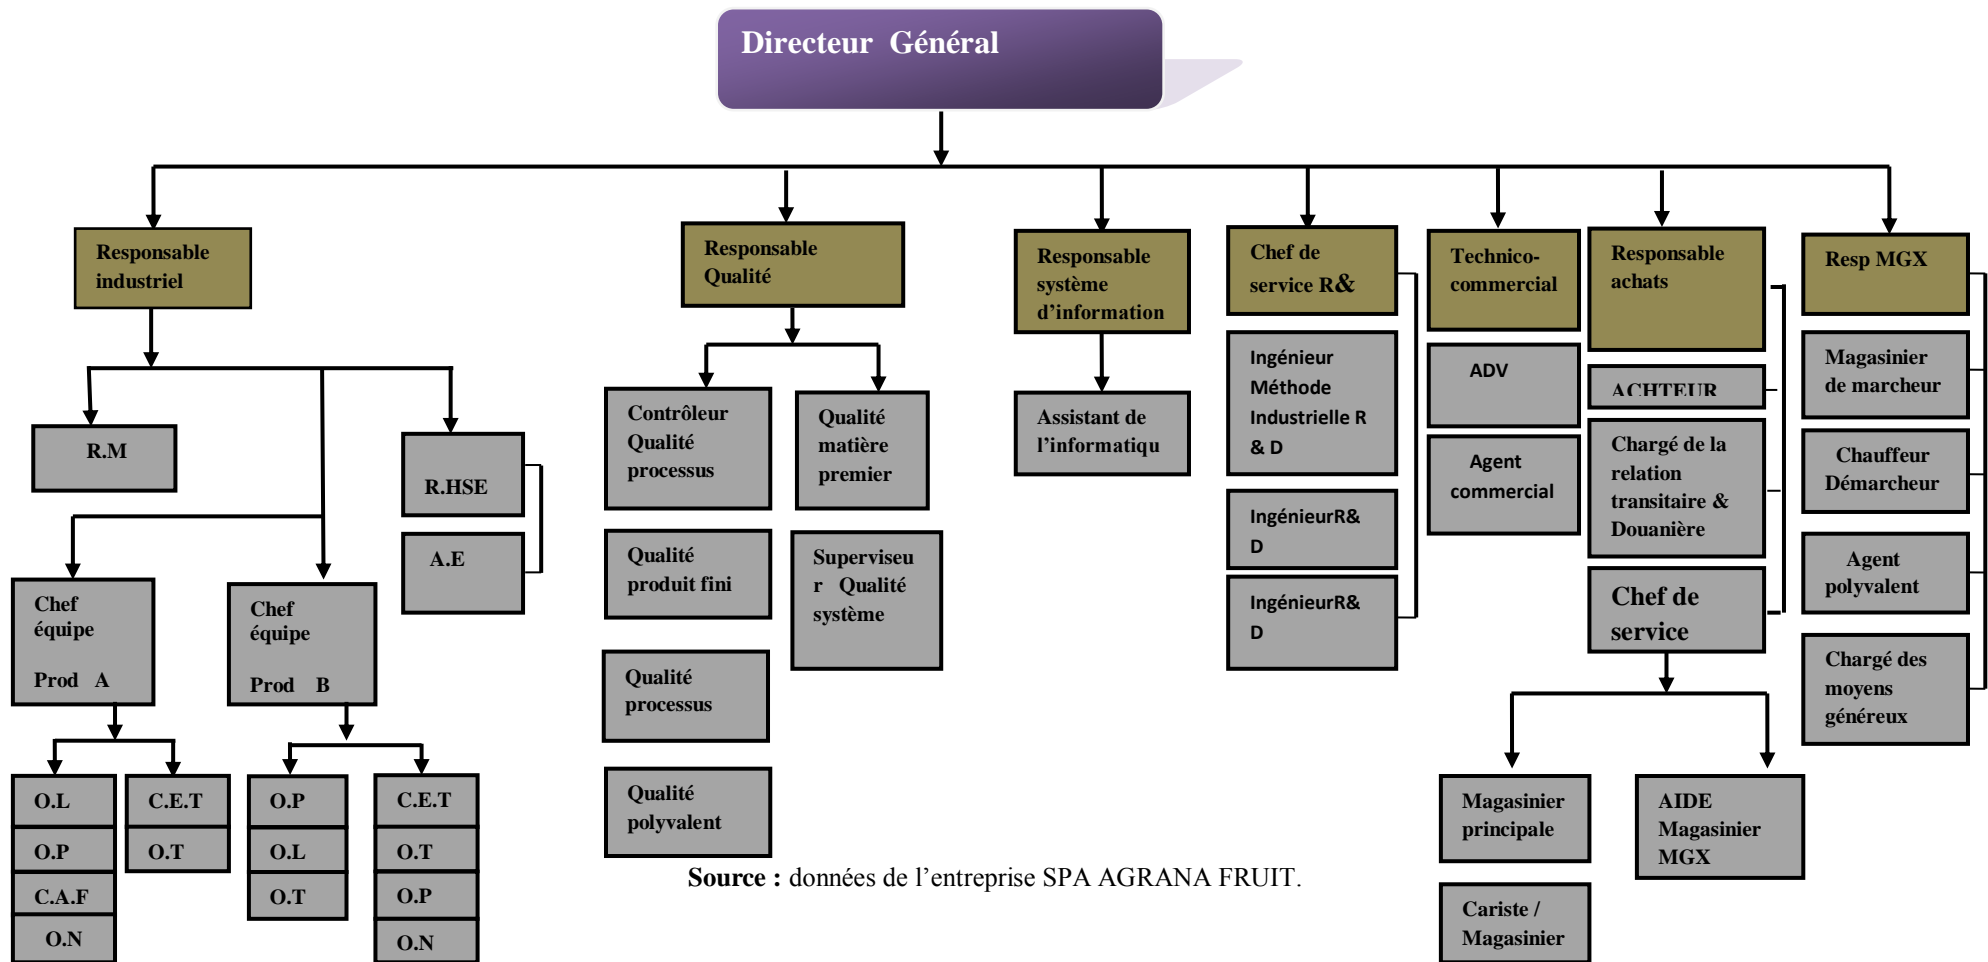 Directeur Général
Responsable
industriel
Responsable
Qualité
Responsable
système
d’information
Chef de
service R&
Technico-
commercial
Responsable
achats
Resp MGX
R.M
R.HSE
A.E
Chef
équipe
Prod A
Chef
équipe
Prod B
O.L
O.P
C.A.F
O.N
C.E.T
O.T
O.P
O.L
O.T
C.E.T
O.T
O.P
O.N
Contrôleur
Qualité
processus
Qualité
produit fini
Qualité
processus
Qualité
polyvalent
Qualité
matière
premier
Superviseu
r Qualité
système
Assistant de
l’informatiqu
Ingénieur
Méthode
Industrielle R
& D
IngénieurR&
D
IngénieurR&
D
ADV
Agent
commercial
ACHTEUR
Chargé de la
relation
transitaire &
Douanière
Chef de
service
Magasinier
principale
Cariste /
Magasinier
AIDE
Magasinier
MGX
Magasinier
de marcheur
Chauffeur
Démarcheur
Agent
polyvalent
Chargé des
moyens
généreux
Source : données de l’entreprise SPA AGRANA FRUIT.